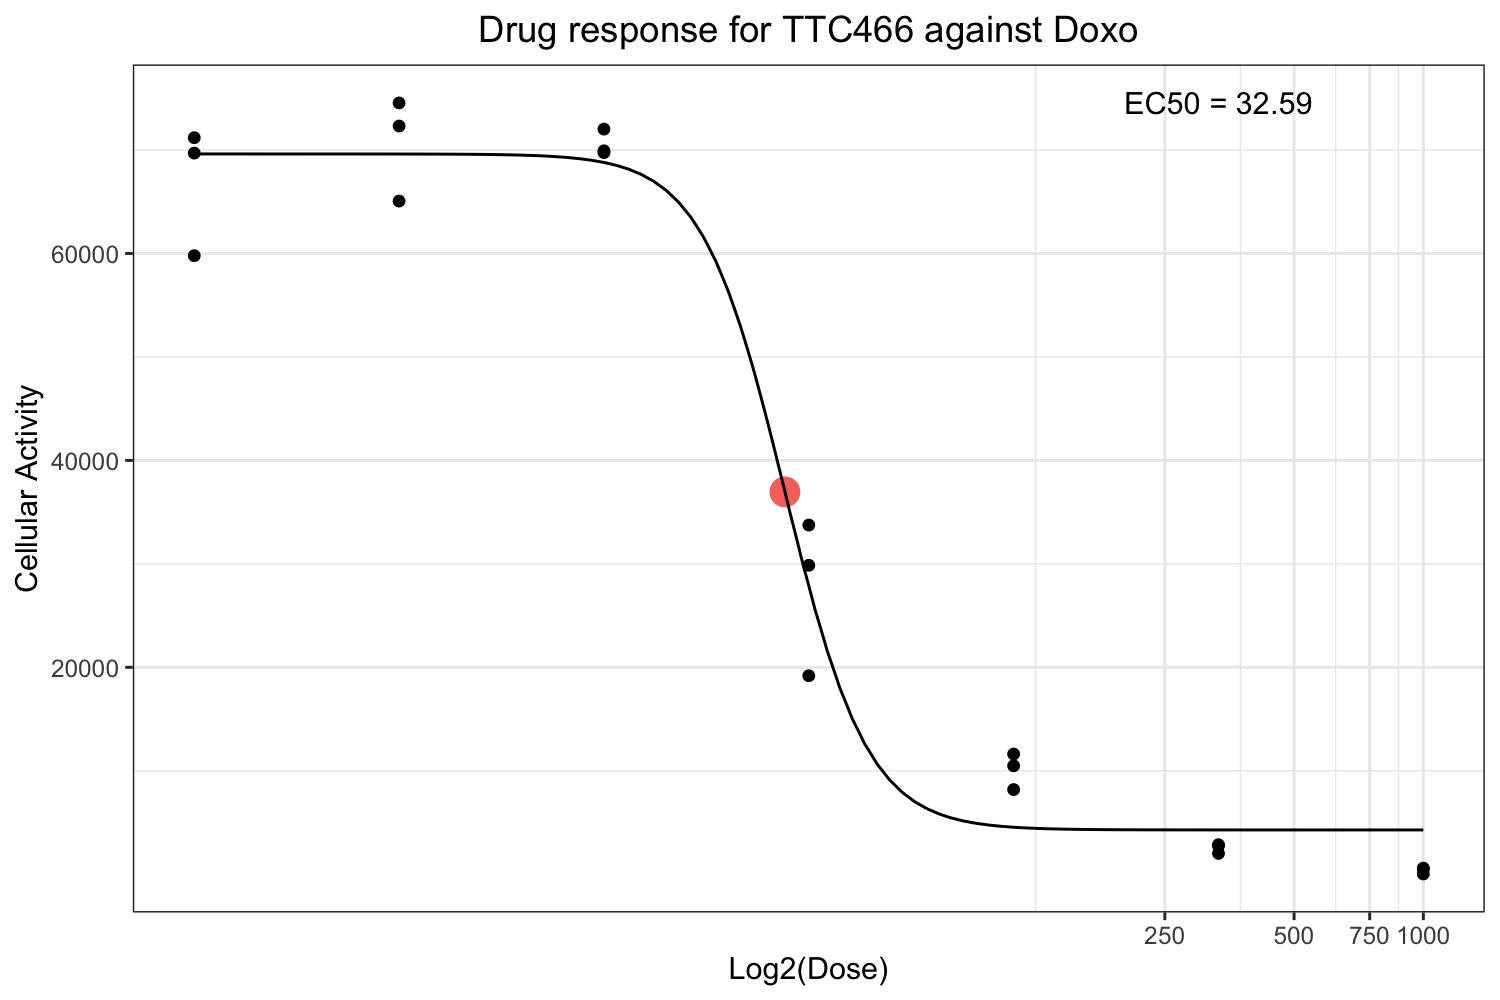 Drug response for TTC466 against Doxo
EC50 = 32.59
60000
40000
20000
Cellular Activity
250 500 750 1000
Log2(Dose)